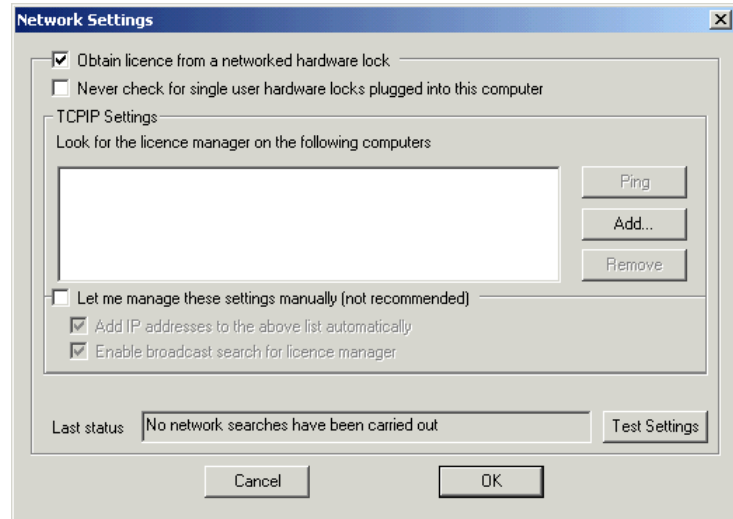 Network Settings
Obtain licence from a networked hardware lock
Never check for single user hardware locks plugged into this computer
TCPIP Settings
Look for the licence manager on the following computers
Ping
Add...
Remove
Let me manage these settings manually (not recommended)
Add IP addresses to the above list automatically
Enable broadcast search for licence manager
Last status No network searches have been carried out Test Settings
Cancel OK